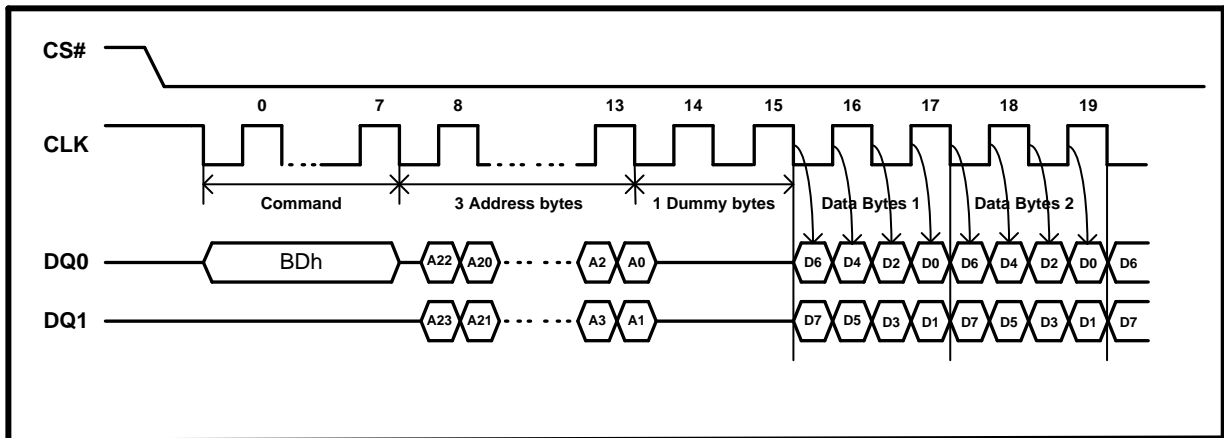 CS#
0 7 8 13 14 15 16 17 18 19
CLK
Command 3 Address bytes 1 Dummy bytes Data Bytes 1 Data Bytes 2
DQ0 BDh A22 A20 A2 A0 D6 D4 D2 D0 D6 D4 D2 D0 D6
DQ1 A23 A21 A3 A1 D7 D5 D3 D1 D7 D5 D3 D1 D7